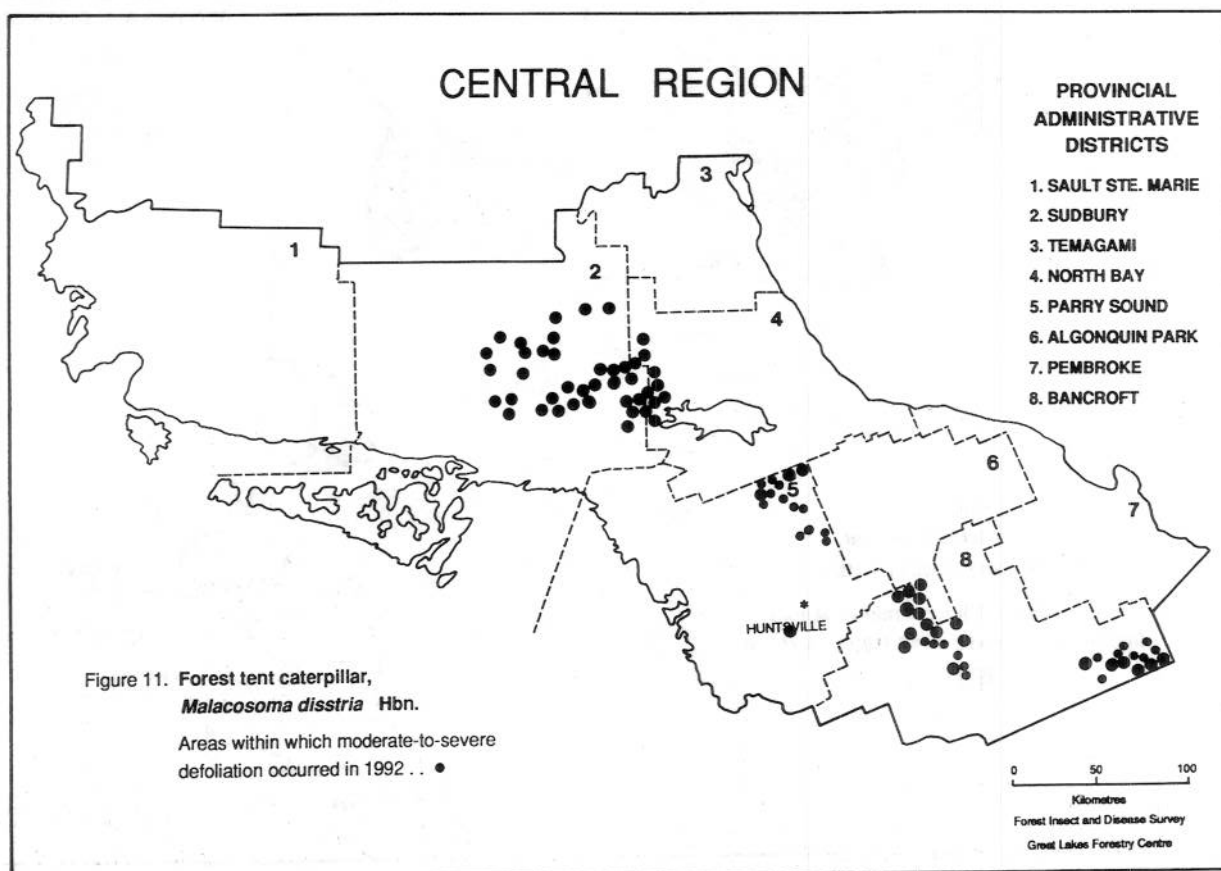 CENTRAL REGION
PROVINCIAL
ADMINISTRATIVE
DISTRICTS
1. SAULT STE. MARIE
2. SUDBURY
3. TEMAGAMI
4. NORTH BAY
5. PARRY SOUND
6. ALGONQUIN PARK
7. PEMBROKE
8. BANCROFT
3
1
2
4
6
5
7
8
*
HUNTSVILLE
Figure 11. Forest tent caterpillar,
Malacosoma disstria Hbn.
Areas within which moderate-to-severe
defoliation occurred in 1992 . . ●
0 50 100
Kilometres
Forest Insect and Disease Survey
Great Lakes Forestry Centre